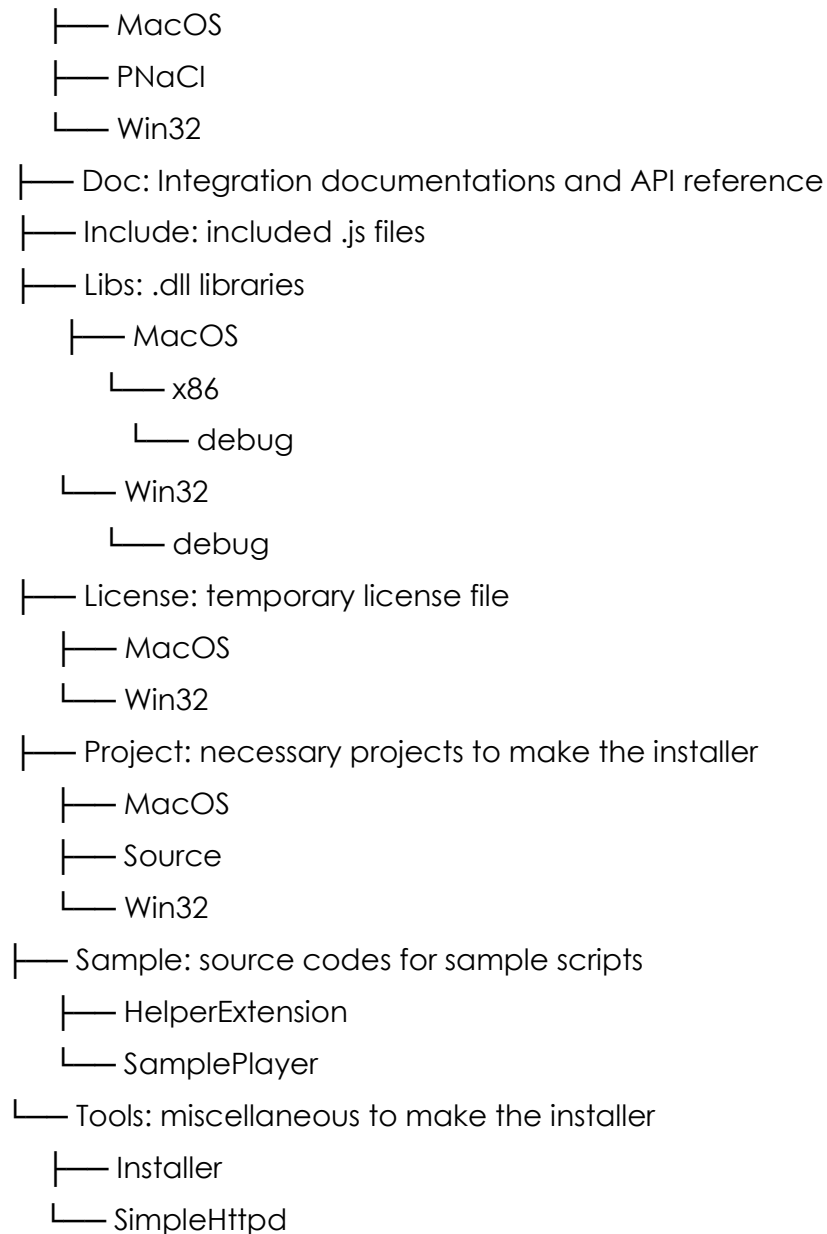 ├── MacOS
├── PNaCl
└── Win32
├── Doc: Integration documentations and API reference
├── Include: included .js files
├── Libs: .dll libraries
├── MacOS
└── x86
└── debug
└── Win32
└── debug
├── License: temporary license file
├── MacOS
└── Win32
├── Project: necessary projects to make the installer
├── MacOS
├── Source
└── Win32
├── Sample: source codes for sample scripts
├── HelperExtension
└── SamplePlayer
└── Tools: miscellaneous to make the installer
├── Installer
└── SimpleHttpd